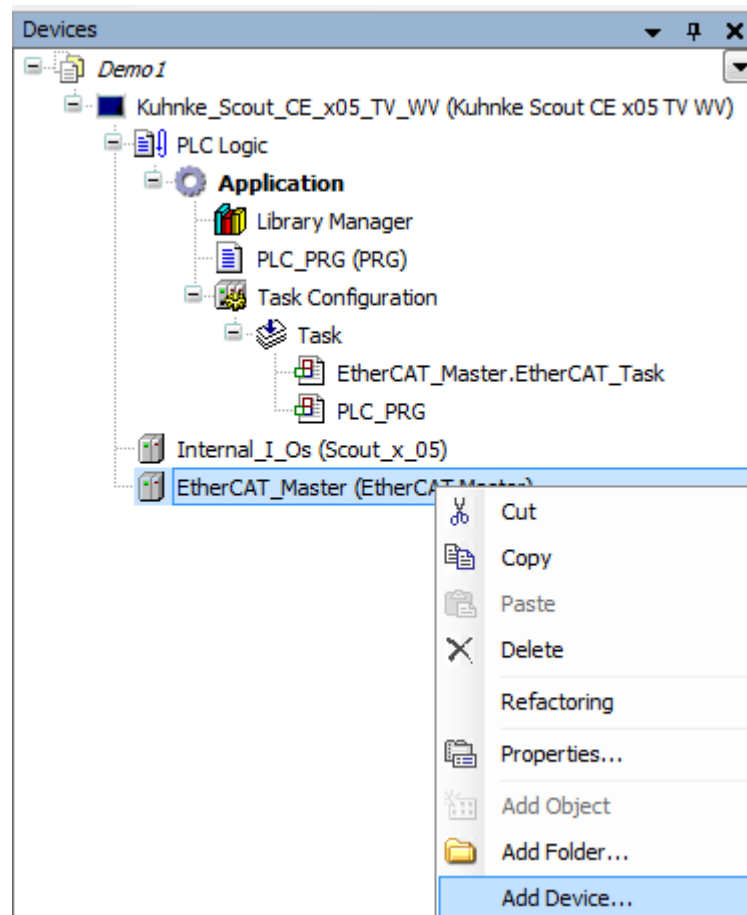 Devices
Demo1
Kuhnke_Scout_CE_x05_TV_WV (Kuhnke Scout CE x05 TV WV)
PLC Logic
Application
Library Manager
PLC_PRG (PRG)
Task Configuration
Task
EtherCAT_Master.EtherCAT_Task
PLC_PRG
Internal_I_Os (Scout_x_05)
EtherCAT_Master (EtherCAT Master)
Cut
Copy
Paste
Delete
Refactoring
Properties...
Add Object
Add Folder...
Add Device...